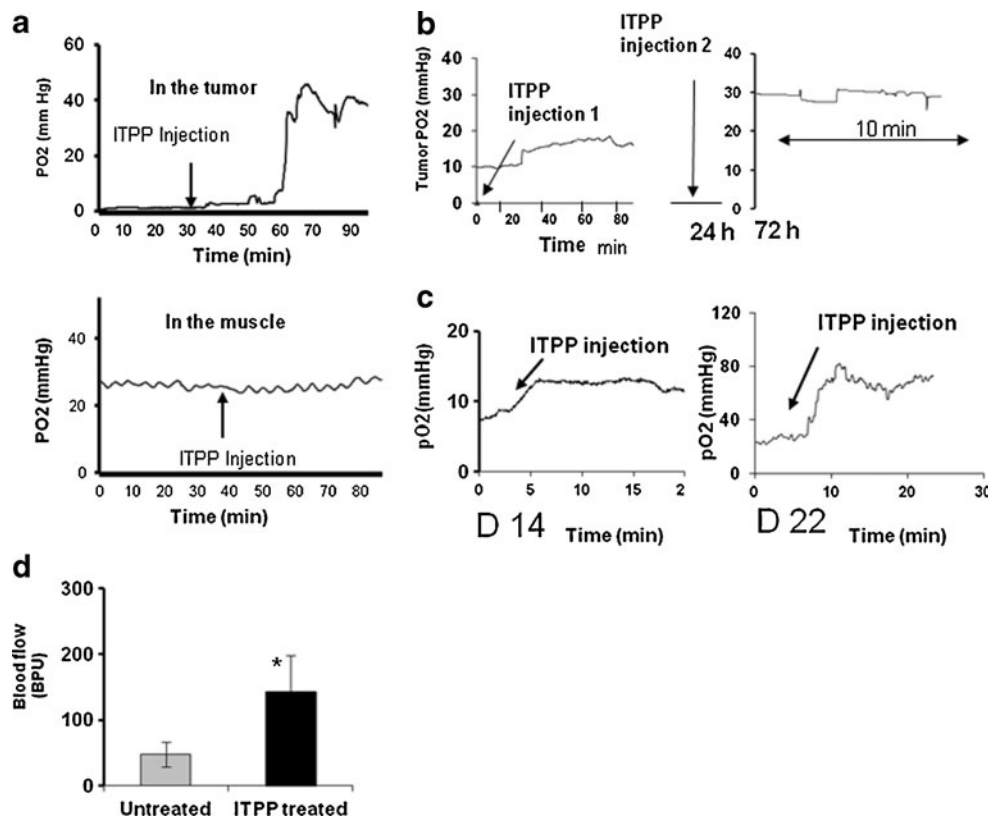 a
60
40
20
0
PO2 (mm Hg)
In the tumor
ITPP Injection
0 10 20 30 40 50 60 70 80 90
Time (min)
40
20
0
PO2 (mmHg)
In the muscle
ITPP Injection
0 10 20 30 40 50 60 70 80
Time (min)
b
40
30
20
10
0
Tumor PO2 (mmHg)
ITPP
injection 1
0 20 40 60 80
Time min
ITPP
injection 2
24 h
40
30
20
10
0
10 min
72 h
c
20
10
0
pO2(mmHg)
ITPP injection
0 5 10 15 2
D 14 Time (min)
120
80
40
0
pO2 (mmHg)
ITPP injection
0 10 20 30
D 22 Time (min)
d
300
200
100
0
Blood flow
(BPU)
*
Untreated ITPP treated